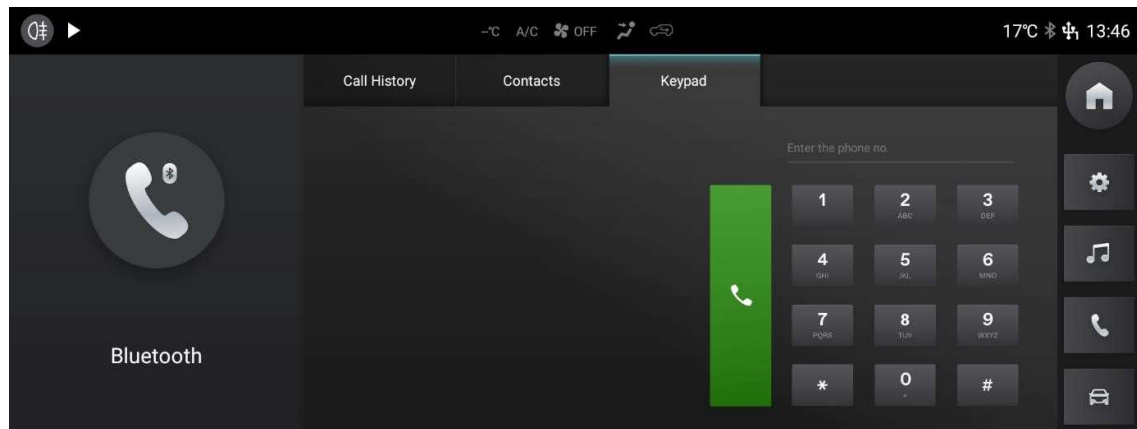 --°C A/C OFF 17°C 13:46
Call History Contacts Keypad
Enter the phone no.
1 2 3
ABC DEF
4 5 6
GHI JKL MNO
7 8 9
PQRS TUV WXYZ
* 0 #
+
Bluetooth